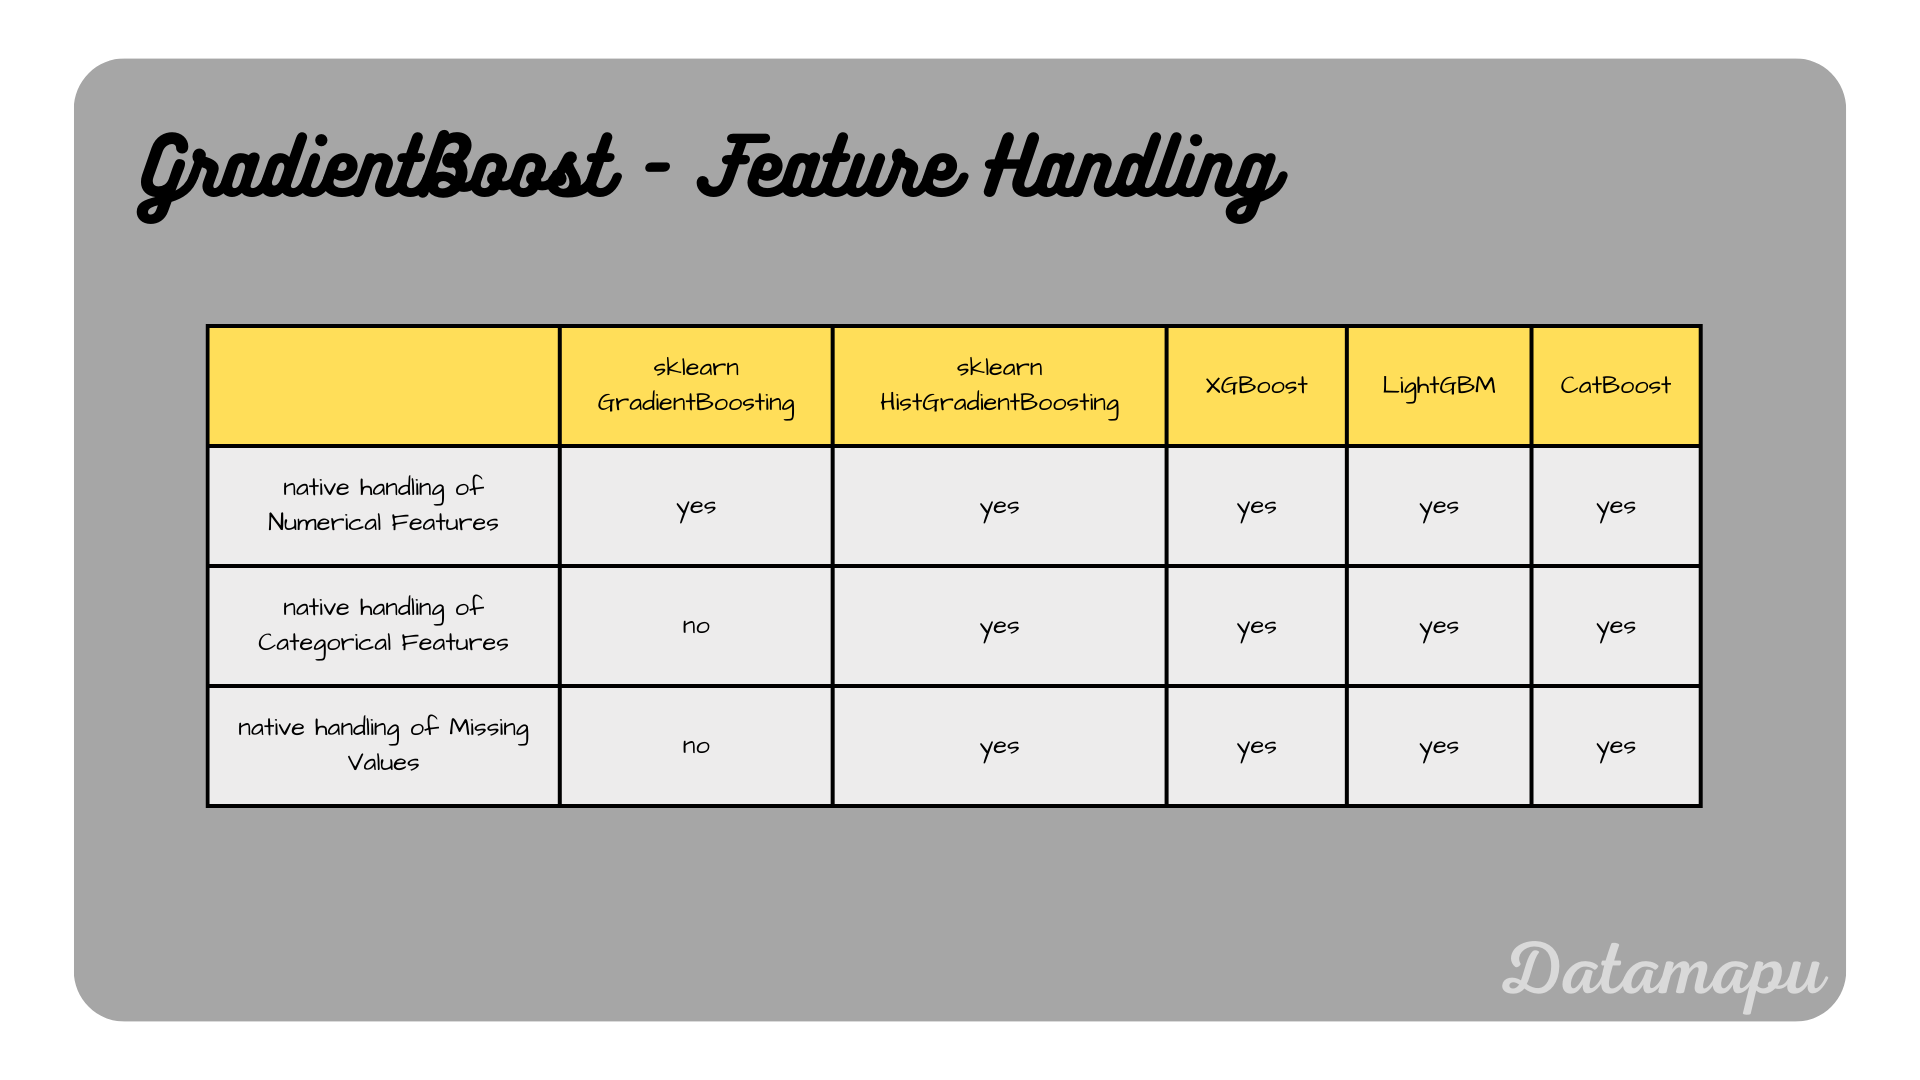 GradientBoost - Feature Handling
sklearn
GradientBoosting
sklearn
HistGradientBoosting
XGBoost
LightGBM
CatBoost
native handling of
Numerical Features
yes
yes
yes
yes
yes
native handling of
Categorical Features
no
yes
yes
yes
yes
native handling of Missing
Values
no
yes
yes
yes
yes
Datamapu